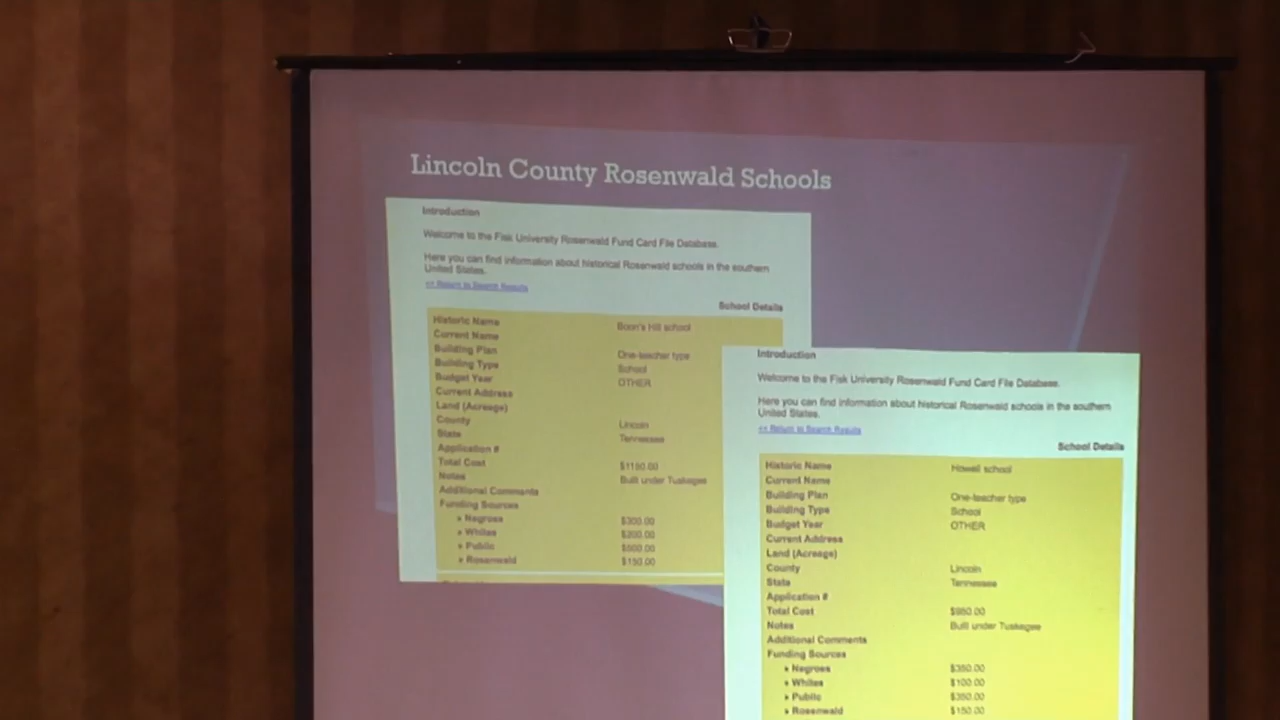 Lincoln County Rosenwald Schools
Introduction
Welcome to the Fisk University Rosenwald Fund Card File Database.
Here you can find information about historical Rosenwald schools in the southern
United States.
<< Return to Search Results
School Details
Historic Name Boon's Hill school
Current Name
Building Plan One-teacher type
Building Type School
Budget Year OTHER
Current Address
Land (Acreage)
County Lincoln
State Tennessee
Application #
Total Cost $1150.00
Notes Built under Tuskegee
Additional Comments
Funding Sources
» Negroes $300.00
» Whites $200.00
» Public $500.00
» Rosenwald $150.00
Introduction
Welcome to the Fisk University Rosenwald Fund Card File Database.
Here you can find information about historical Rosenwald schools in the southern
United States.
<< Return to Search Results
School Details
Historic Name Howell school
Current Name
Building Plan One-teacher type
Building Type School
Budget Year OTHER
Current Address
Land (Acreage)
County Lincoln
State Tennessee
Application #
Total Cost
Notes Built under Tuskegee
Additional Comments
Funding Sources
» Negroes $350.00
» Whites $100.00
» Public $350.00
» Rosenwald $150.00